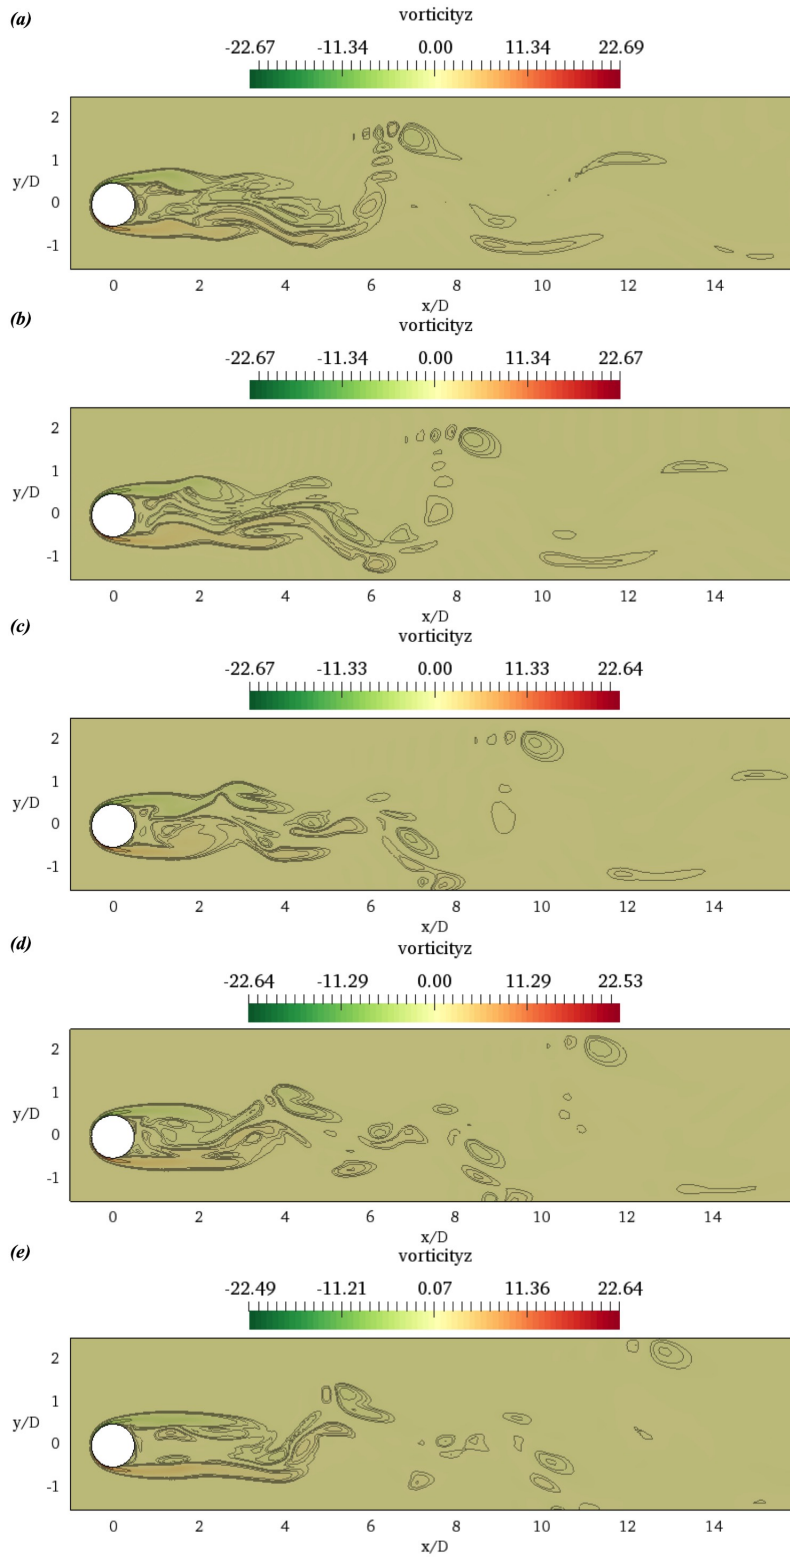 (a)
vorticityz
-22.67 -11.34 0.00 11.34 22.69
2
1
y/D
0
-1
0 2 4 6 8 10 12 14
x/D
(b)
vorticityz
-22.67 -11.34 0.00 11.34 22.67
2
1
y/D
0
-1
0 2 4 6 8 10 12 14
x/D
(c)
vorticityz
-22.67 -11.33 0.00 11.33 22.64
2
1
y/D
0
-1
0 2 4 6 8 10 12 14
x/D
(d)
vorticityz
-22.64 -11.29 0.00 11.29 22.53
2
1
y/D
0
-1
0 2 4 6 8 10 12 14
x/D
(e)
vorticityz
-22.49 -11.21 0.07 11.36 22.64
2
1
y/D
0
-1
0 2 4 6 8 10 12 14
x/D